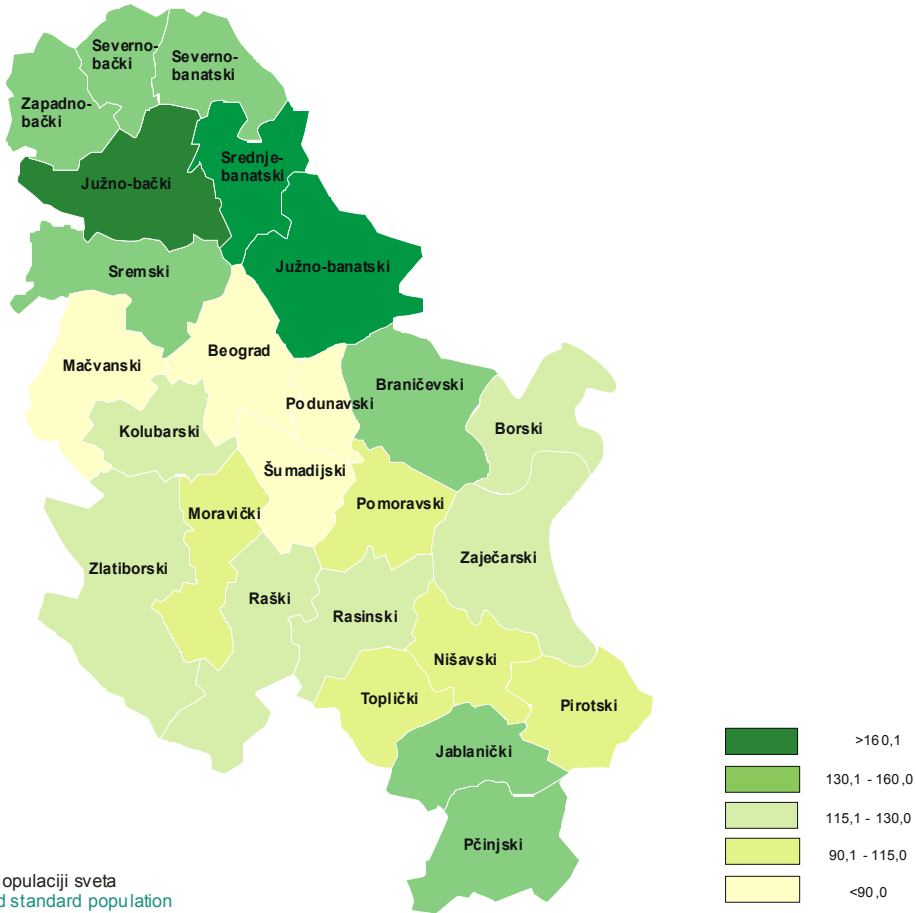 Severno-
bački
Severno-
banatski
Zapadno-
bački
Srednje-
banatski
Južno-bački
Južno-banatski
Sremski
Beograd
Mačvanski
Braničevski
Podunavski
Borski
Kolubarski
Šumadijski
Pomoravski
Moravički
Zaječarski
Zlatiborski
Raški
Rasinski
Nišavski
Toplički
Pirotski
Jablanički
Pčinjski
>160,1
130,1 - 160,0
115,1 - 130,0
90,1 - 115,0
<90,0
opulaciji sveta
d standard population